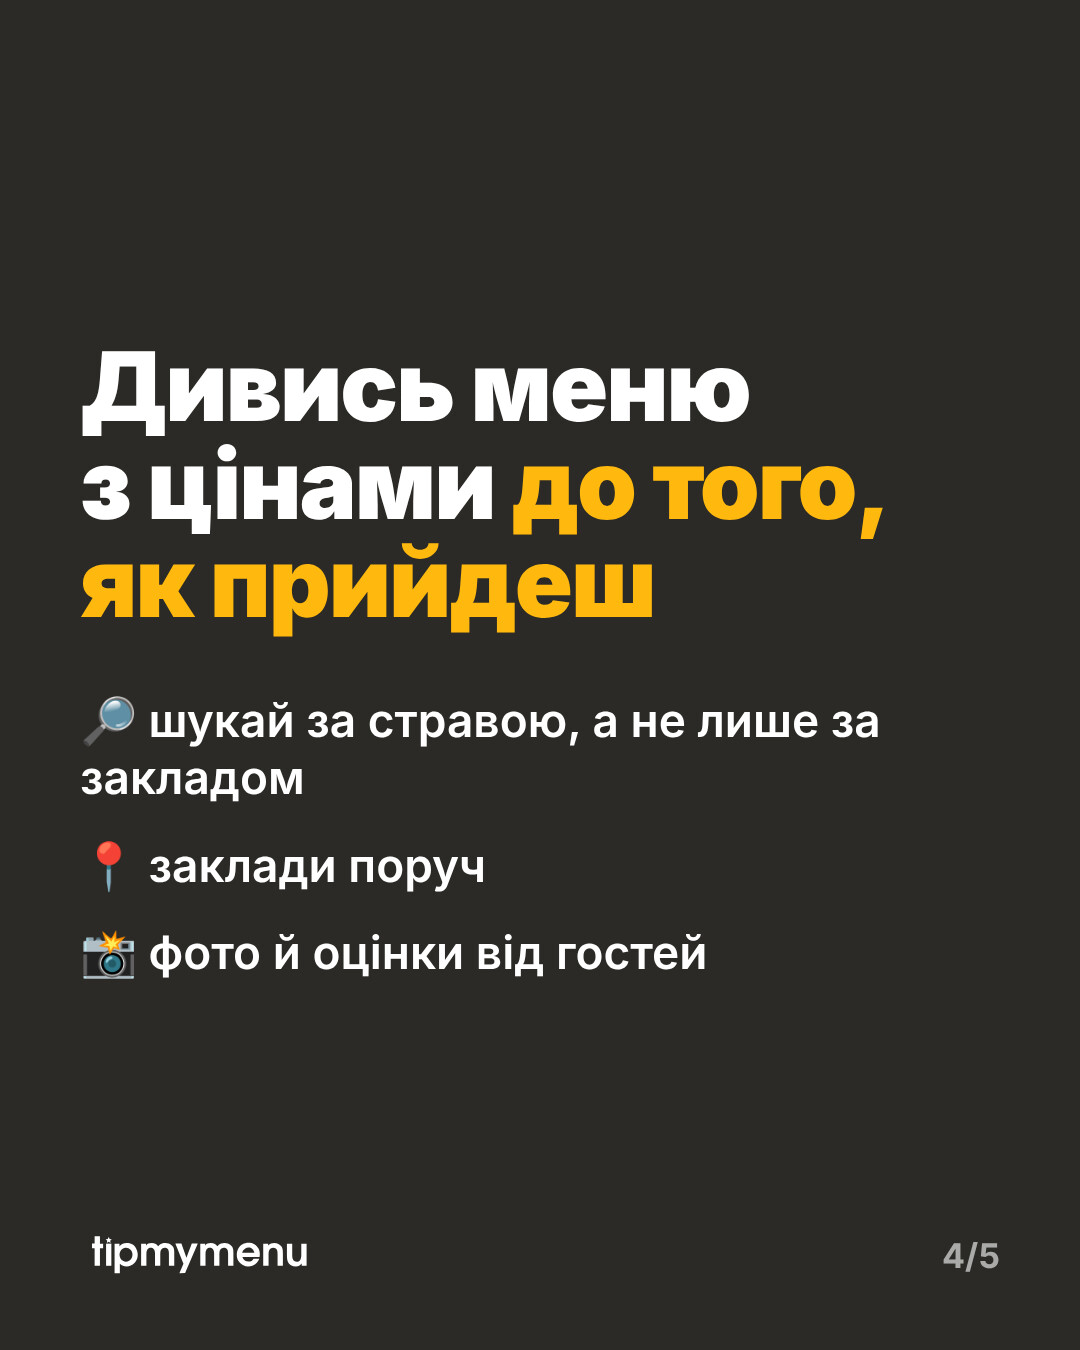 Дивись меню
з цінами до того,
як прийдеш
🔎 шукай за стравою, а не лише за
закладом
📍 заклади поруч
📸 фото й оцінки від гостей
tipmymenu
4/5